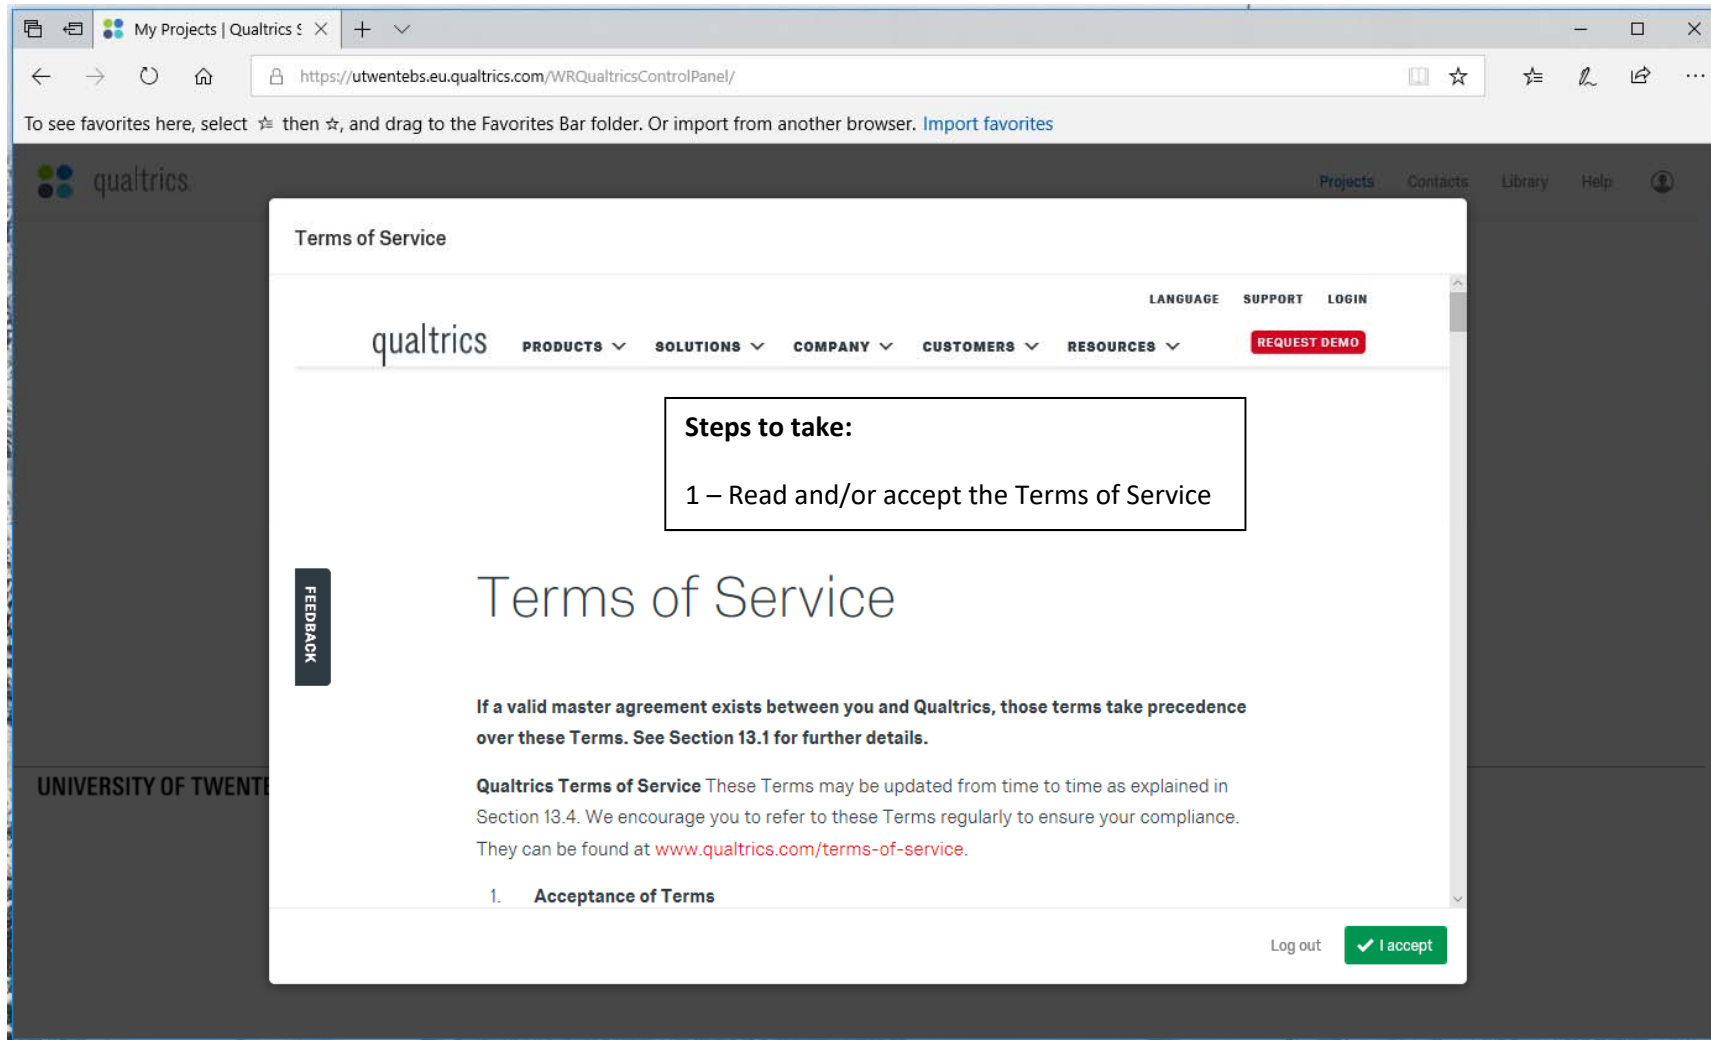 My Projects | Qualtrics S
https://utwentebs.eu.qualtrics.com/WRQualtricsControlPanel/
To see favorites here, select then, and drag to the Favorites Bar folder. Or import from another browser. Import favorites
qualtrics
Projects Contacts Library Help
Terms of Service
LANGUAGE SUPPORT LOGIN
qualtrics PRODUCTS SOLUTIONS COMPANY CUSTOMERS RESOURCES REQUEST DEMO
Steps to take:
1 – Read and/or accept the Terms of Service
Terms of Service
FEEDBACK
If a valid master agreement exists between you and Qualtrics, those terms take precedence
over these Terms. See Section 13.1 for further details.
UNIVERSITY OF TWENTE
Qualtrics Terms of Service These Terms may be updated from time to time as explained in
Section 13.4. We encourage you to refer to these Terms regularly to ensure your compliance.
They can be found at www.qualtrics.com/terms-of-service.
1. Acceptance of Terms
Log out I accept